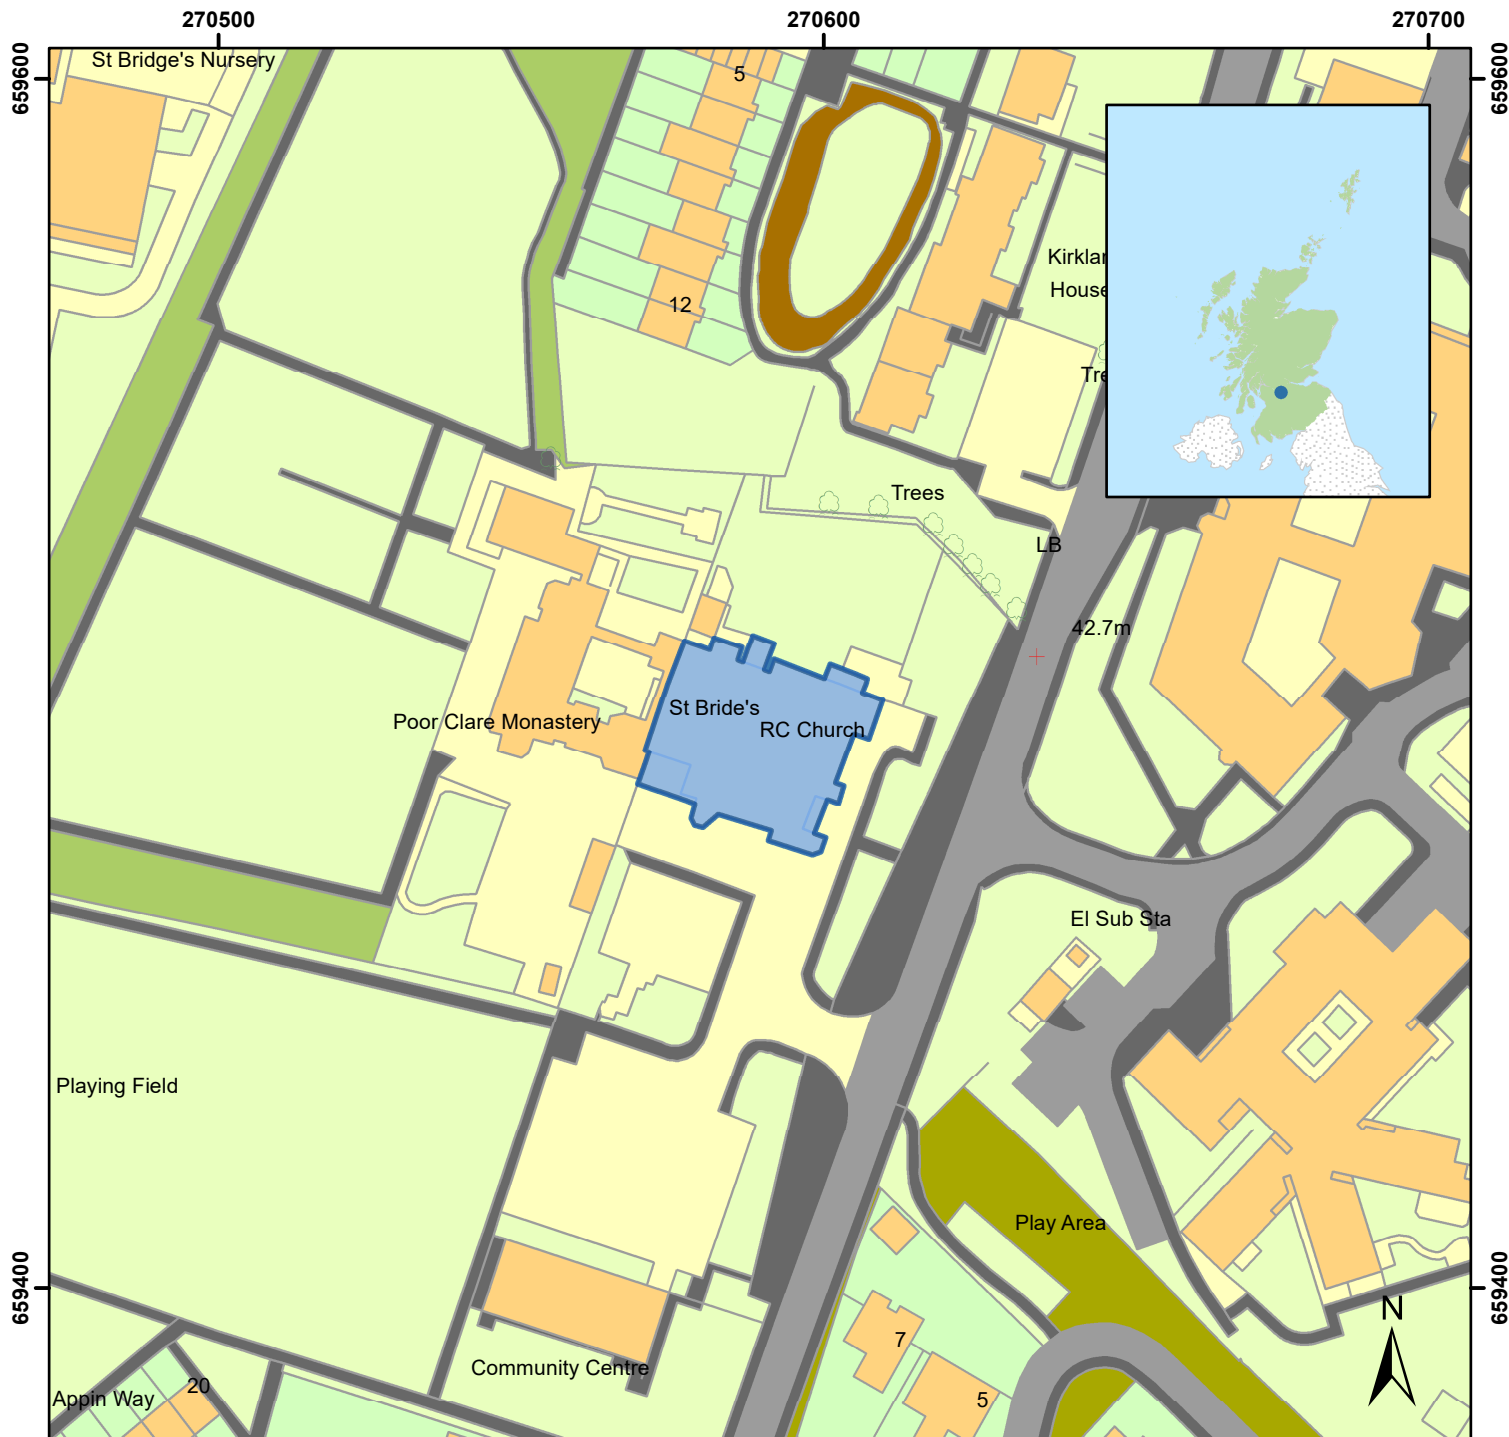 270500
270600
270700
659600
659600
St Bridge's Nursery
5
Kirklan
House
12
Tre
Trees
LB
42.7m
St Bride's
RC Church
Poor Clare Monastery
El Sub Sta
Playing Field
Play Area
659400
659400
N
7
Community Centre
20
Appin Way
5